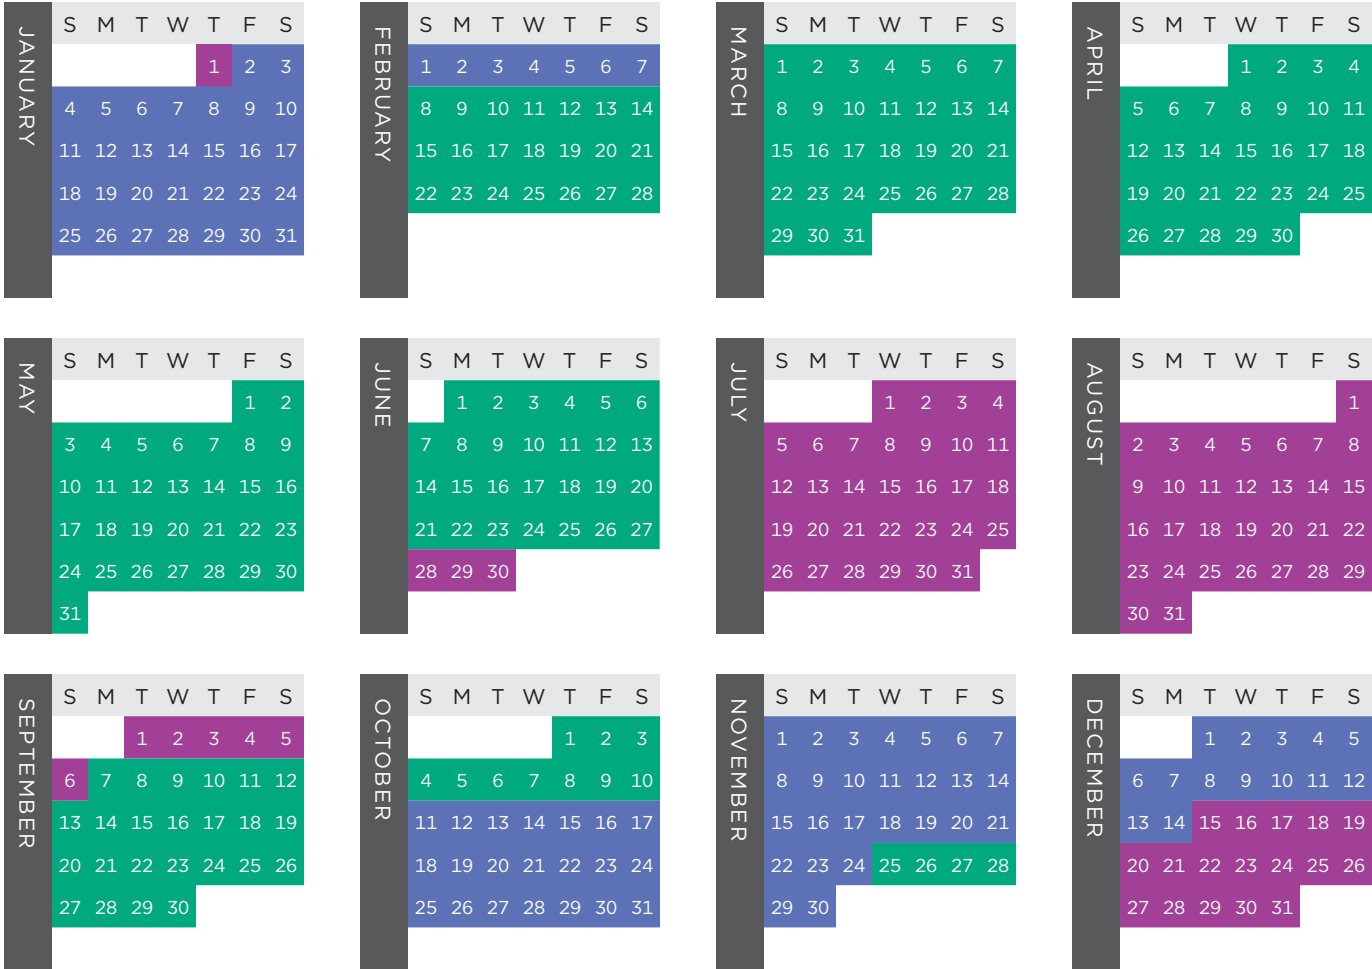 JANUARY
S M T W T F S
1 2 3
4 5 6 7 8 9 10
11 12 13 14 15 16 17
18 19 20 21 22 23 24
25 26 27 28 29 30 31
FEBRUARY
S M T W T F S
1 2 3 4 5 6 7
8 9 10 11 12 13 14
15 16 17 18 19 20 21
22 23 24 25 26 27 28
MARCH
S M T W T F S
1 2 3 4 5 6 7
8 9 10 11 12 13 14
15 16 17 18 19 20 21
22 23 24 25 26 27 28
29 30 31
APRIL
S M T W T F S
1 2 3 4
5 6 7 8 9 10 11
12 13 14 15 16 17 18
19 20 21 22 23 24 25
26 27 28 29 30
MAY
S M T W T F S
1 2
3 4 5 6 7 8 9
10 11 12 13 14 15 16
17 18 19 20 21 22 23
24 25 26 27 28 29 30
31
JUNE
S M T W T F S
1 2 3 4 5 6
7 8 9 10 11 12 13
14 15 16 17 18 19 20
21 22 23 24 25 26 27
28 29 30
JULY
S M T W T F S
1 2 3 4
5 6 7 8 9 10 11
12 13 14 15 16 17 18
19 20 21 22 23 24 25
26 27 28 29 30 31
AUGUST
S M T W T F S
1
2 3 4 5 6 7 8
9 10 11 12 13 14 15
16 17 18 19 20 21 22
23 24 25 26 27 28 29
30 31
SEPTEMBER
S M T W T F S
1 2 3 4 5
6 7 8 9 10 11 12
13 14 15 16 17 18 19
20 21 22 23 24 25 26
27 28 29 30
OCTOBER
S M T W T F S
1 2 3
4 5 6 7 8 9 10
11 12 13 14 15 16 17
18 19 20 21 22 23 24
25 26 27 28 29 30 31
NOVEMBER
S M T W T F S
1 2 3 4 5 6 7
8 9 10 11 12 13 14
15 16 17 18 19 20 21
22 23 24 25 26 27 28
29 30
DECEMBER
S M T W T F S
1 2 3 4 5
6 7 8 9 10 11 12
13 14 15 16 17 18 19
20 21 22 23 24 25 26
27 28 29 30 31